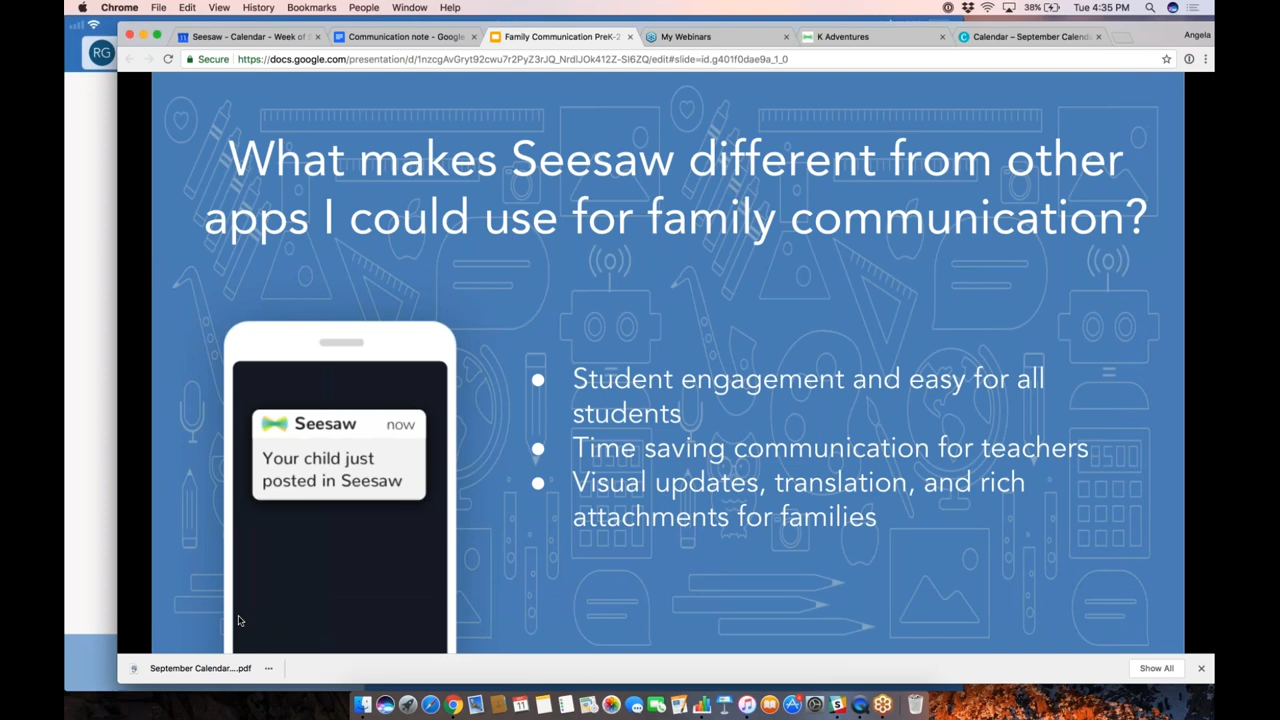 Chrome File Edit View History Bookmarks People Window Help 38% Tue 4:35 PM
RG
Seesaw - Calendar - Week of S
Communication note - Google
Family Communication PreK-2
My Webinars
K Adventures
Calendar – September Calenda
Angela
Secure https://docs.google.com/presentation/d/1nzcgAvGryt92cwu7r2PyZ3rJQ_NrdlJOk412Z-SI6ZQ/edit#slide=id.g401f0dae9a_1_0
What makes Seesaw different from other
apps I could use for family communication?
Seesaw now
Your child just
posted in Seesaw
● Student engagement and easy for all
students
● Time saving communication for teachers
● Visual updates, translation, and rich
attachments for families
September Calendar....pdf
Show All